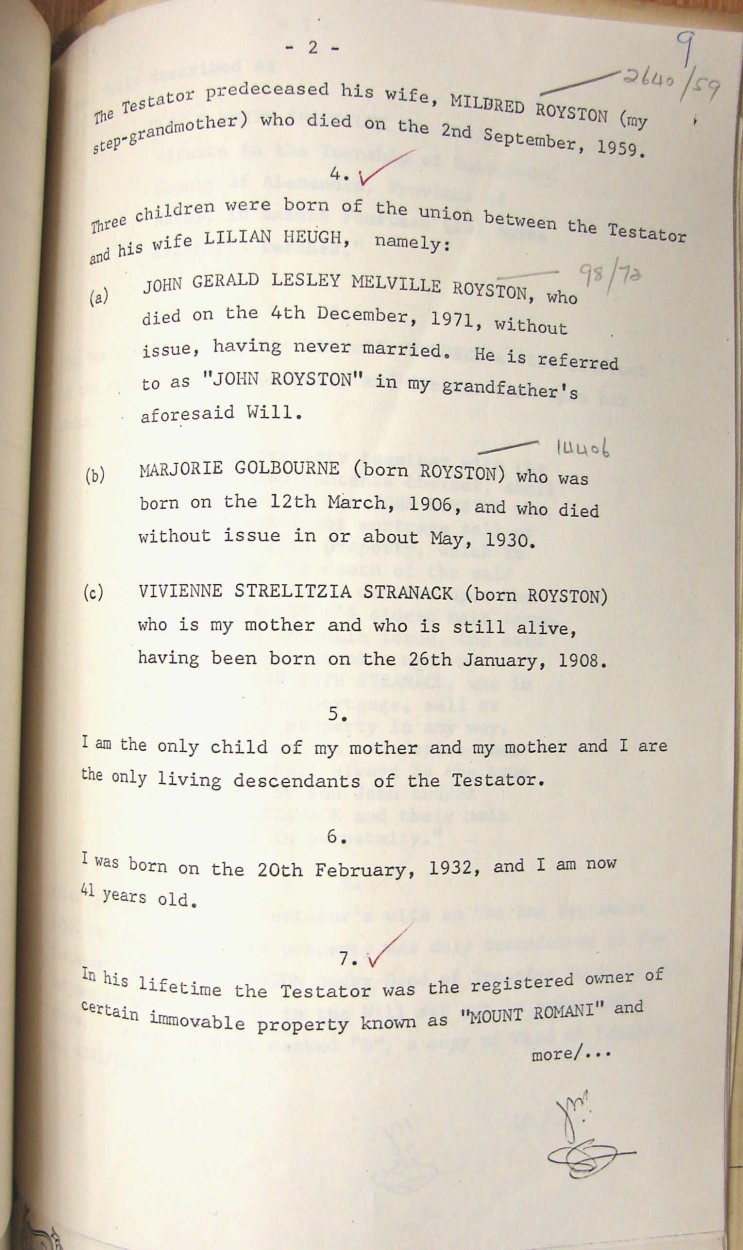 - 2 -
9
2640/59
The Testator predeceased his wife, MILDRED ROYSTON (my
step-grandmother) who died on the 2nd September, 1959.
4.
Three children were born of the union between the Testator
and his wife LILIAN HEUGH, namely:
98/72
(a) JOHN GERALD LESLEY MELVILLE ROYSTON, who
died on the 4th December, 1971, without
issue, having never married. He is referred
to as "JOHN ROYSTON" in my grandfather's
aforesaid Will.
14406
(b) MARJORIE GOLBOURNE (born ROYSTON) who was
born on the 12th March, 1906, and who died
without issue in or about May, 1930.
(c) VIVIENNE STRELITZIA STRANACK (born ROYSTON)
who is my mother and who is still alive,
having been born on the 26th January, 1908.
5.
I am the only child of my mother and my mother and I are
the only living descendants of the Testator.
6.
I was born on the 20th February, 1932, and I am now
41 years old.
7.
In his lifetime the Testator was the registered owner of
certain immovable property known as "MOUNT ROMANI" and
more/...